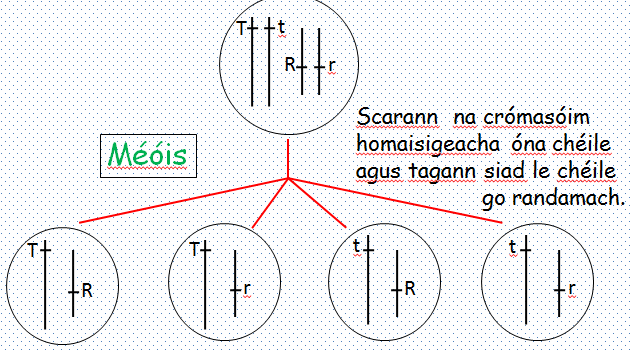 T t
R r
Méóis
Scarann na crómasóim
homaisigeacha óna chéile
agus tagann siad le chéile
go randamach.
T R
T r
t R
t r